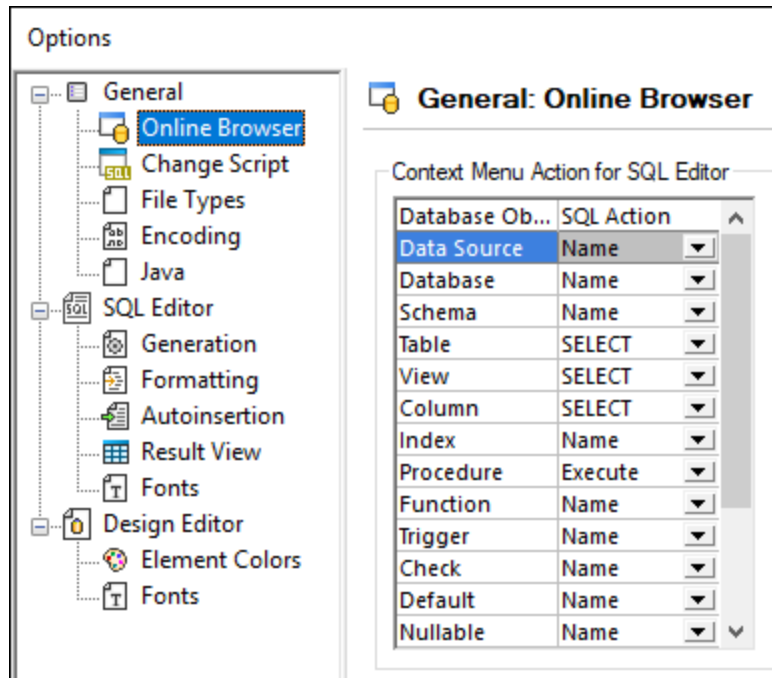 Options
General
Online Browser
Change Script
File Types
Encoding
Java
SQL Editor
Generation
Formatting
Autoinsertion
Result View
Fonts
Design Editor
Element Colors
Fonts
General: Online Browser
Context Menu Action for SQL Editor
Database Ob... SQL Action
Data Source Name
Database Name
Schema Name
Table SELECT
View SELECT
Column SELECT
Index Name
Procedure Execute
Function Name
Trigger Name
Check Name
Default Name
Nullable Name